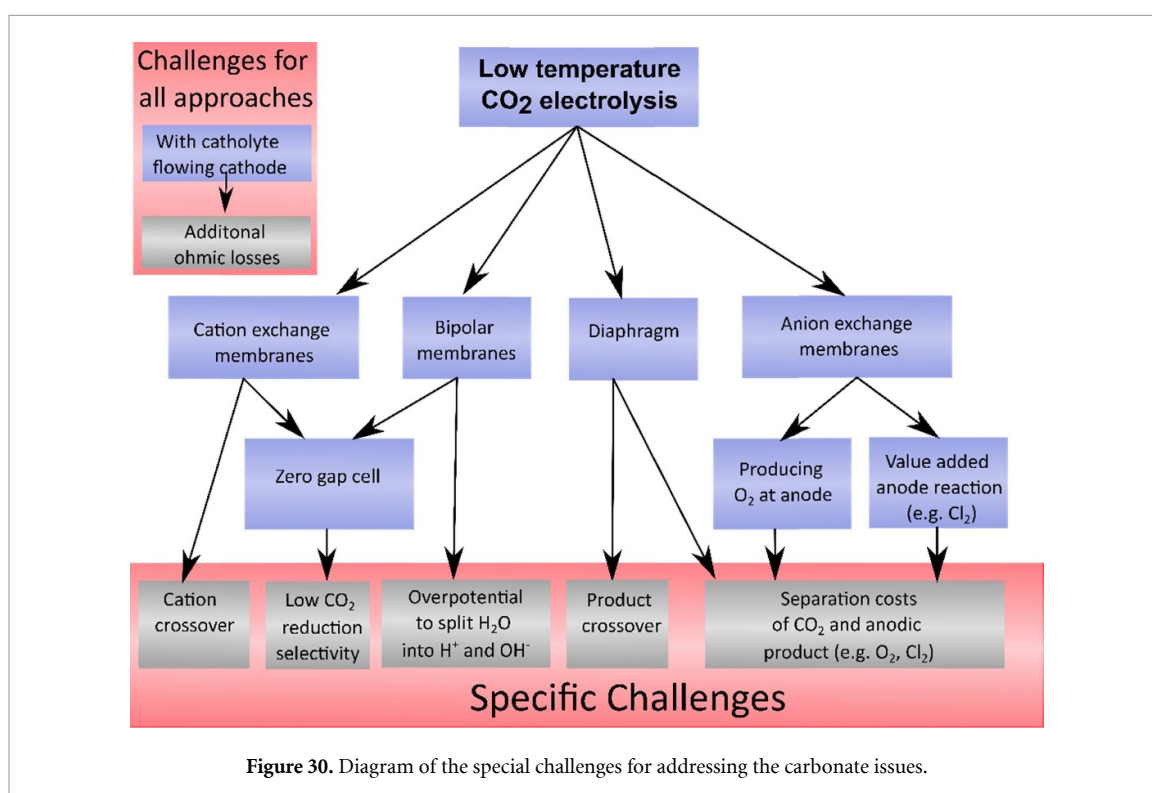 Challenges for
all approaches
With catholyte
flowing cathode
Additonal
ohmic losses
Low temperature
CO2 electrolysis
Cation exchange
membranes
Bipolar
membranes
Diaphragm
Anion exchange
membranes
Zero gap cell
Producing
O2 at anode
Value added
anode reaction
(e.g. Cl2)
Cation
crossover
Low CO2
reduction
selectivity
Overpotential
to split H2O
into H+ and OH-
Product
crossover
Separation costs
of CO2 and anodic
product (e.g. O2, Cl2)
Specific Challenges
Figure 30. Diagram of the special challenges for addressing the carbonate issues.